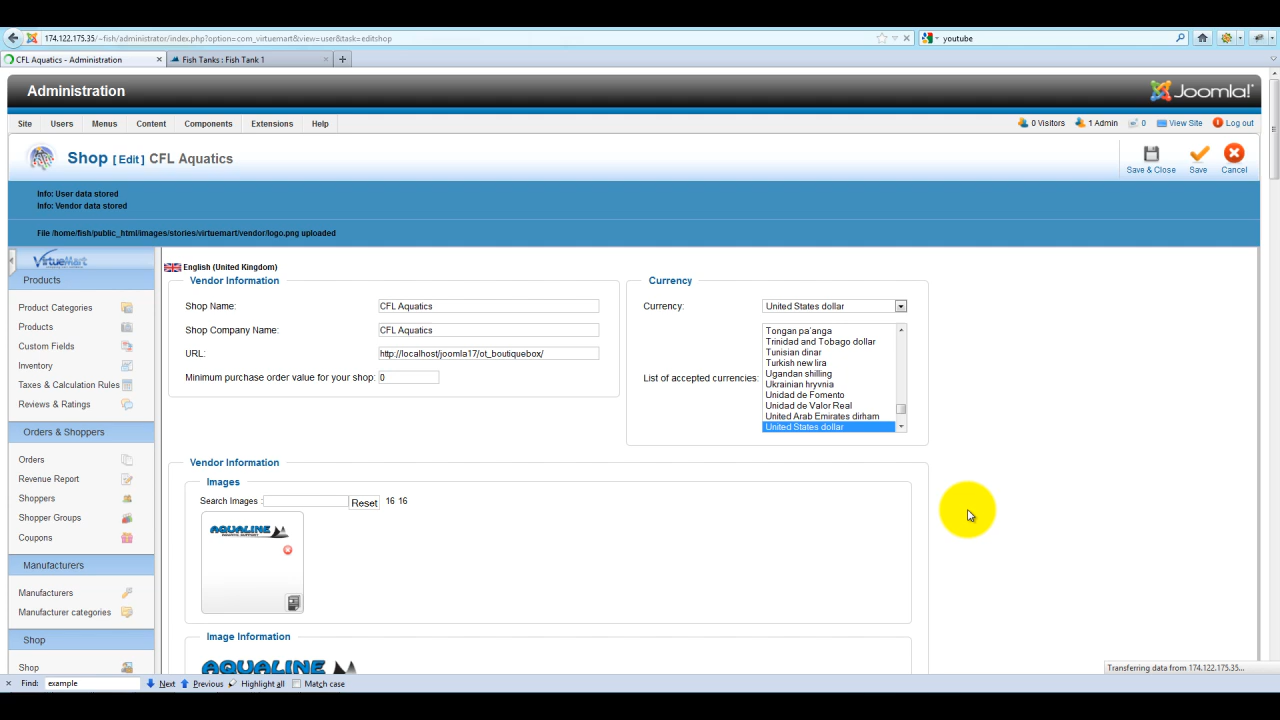 174.122.175.35/~fish/administrator/index.php?option=com_virtuemart&view=user&task=editshop
youtube
CFL Aquatics - Administration
Fish Tanks : Fish Tank 1
Administration
Joomla!
Site Users Menus Content Components Extensions Help
0 Visitors 1 Admin 0 View Site Log out
Shop [ Edit ] CFL Aquatics
Save & Close Save Cancel
Info: User data stored
Info: Vendor data stored
File /home/fish/public_html/images/stories/virtuemart/vendor/logo.png uploaded
VirtueMart
Products
Product Categories
Products
Custom Fields
Inventory
Taxes & Calculation Rules
Reviews & Ratings
Orders & Shoppers
Orders
Revenue Report
Shoppers
Shopper Groups
Coupons
Manufacturers
Manufacturers
Manufacturer categories
Shop
Shop
English (United Kingdom)
Vendor Information
Shop Name: CFL Aquatics
Shop Company Name: CFL Aquatics
URL: http://localhost/joomla17/ot_boutiquebox/
Minimum purchase order value for your shop: 0
Currency
Currency: United States dollar
List of accepted currencies:
Tongan paʻanga
Trinidad and Tobago dollar
Tunisian dinar
Turkish new lira
Ugandan shilling
Ukrainian hryvnia
Unidad de Fomento
Unidad de Valor Real
United Arab Emirates dirham
United States dollar
Vendor Information
Images
Search Images : Reset 16 16
AQUALINE
Image Information
AQUALINE
Transferring data from 174.122.175.35...
Find: example Next Previous Highlight all Match case